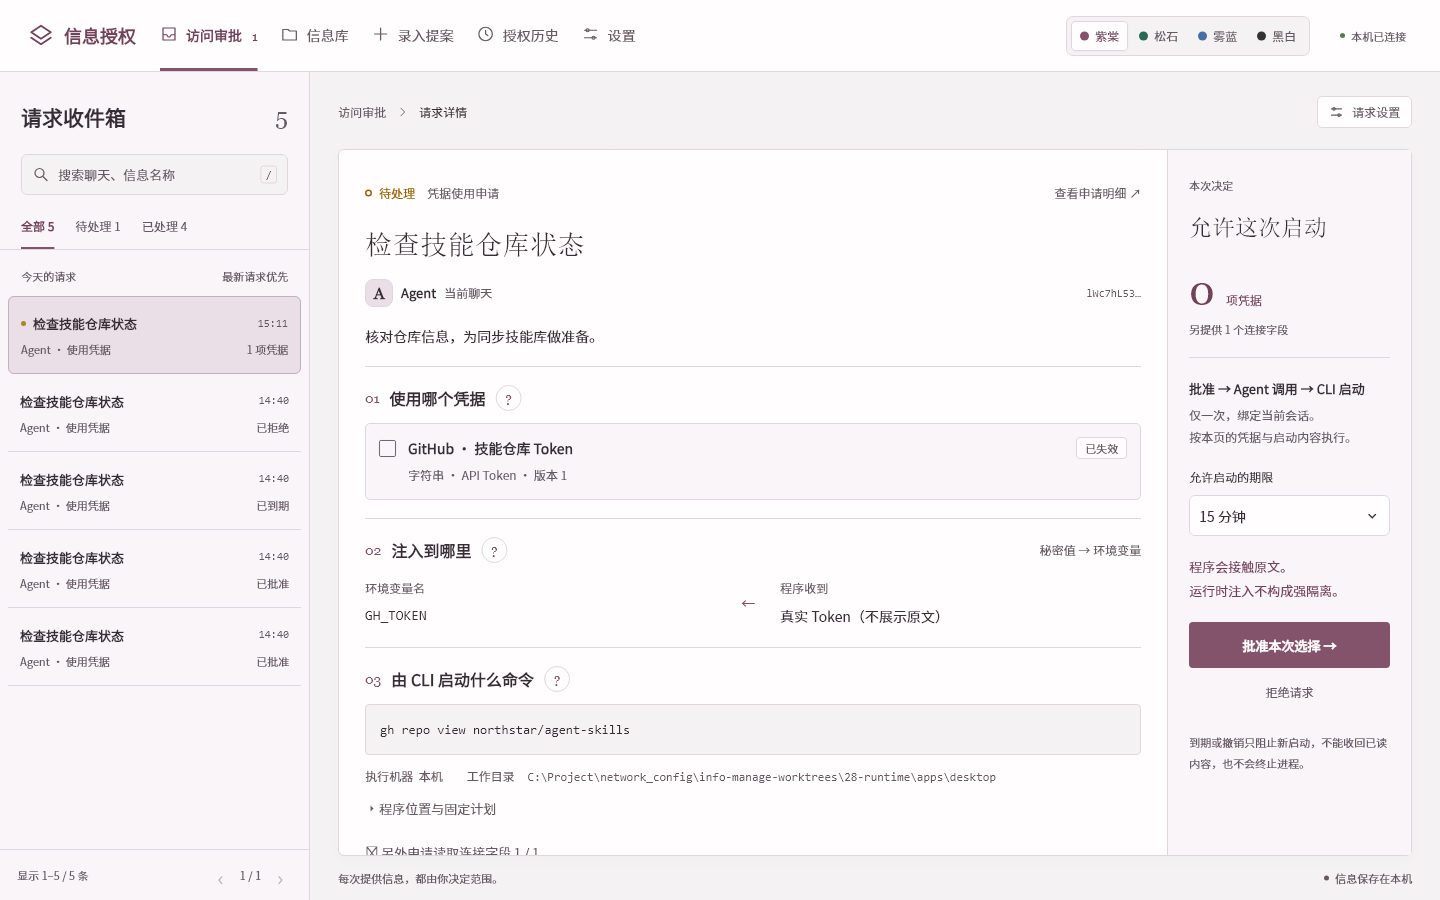 信息授权
访问审批 1
信息库
录入提案
授权历史
设置
紫棠
松石
雾蓝
黑白
本机已连接
请求收件箱 5
搜索聊天、信息名称 /
全部 5 待处理 1 已处理 4
今天的请求 最新请求优先
检查技能仓库状态 15:11
Agent · 使用凭据 1 项凭据
检查技能仓库状态 14:40
Agent · 使用凭据 已拒绝
检查技能仓库状态 14:40
Agent · 使用凭据 已到期
检查技能仓库状态 14:40
Agent · 使用凭据 已批准
检查技能仓库状态 14:40
Agent · 使用凭据 已批准
显示 1–5 / 5 条 ‹ 1 / 1 ›
访问审批 > 请求详情
请求设置
待处理 凭据使用申请 查看申请明细 ↗
检查技能仓库状态
A Agent 当前聊天 lWc7hL53…
核对仓库信息，为同步技能库做准备。
01 使用哪个凭据 ?
GitHub · 技能仓库 Token 已失效
字符串 · API Token · 版本 1
02 注入到哪里 ? 秘密值 → 环境变量
环境变量名 ← 程序收到
GH_TOKEN 真实 Token（不展示原文）
03 由 CLI 启动什么命令 ?
gh repo view northstar/agent-skills
执行机器 本机 工作目录 C:\Project\network_config\info-manage-worktrees\28-runtime\apps\desktop
程序位置与固定计划
另外申请读取连接字段 1 / 1
本次决定
允许这次启动
0 项凭据
另提供 1 个连接字段
批准 → Agent 调用 → CLI 启动
仅一次，绑定当前会话。
按本页的凭据与启动内容执行。
允许启动的期限
15 分钟
程序会接触原文。
运行时注入不构成强隔离。
批准本次选择 →
拒绝请求
到期或撤销只阻止新启动，不能收回已读
内容，也不会终止进程。
每次提供信息，都由你决定范围。
信息保存在本机